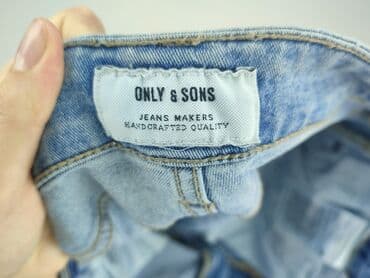 ONLY & SONS
JEANS MAKERS
HANDCRAFTED QUALITY